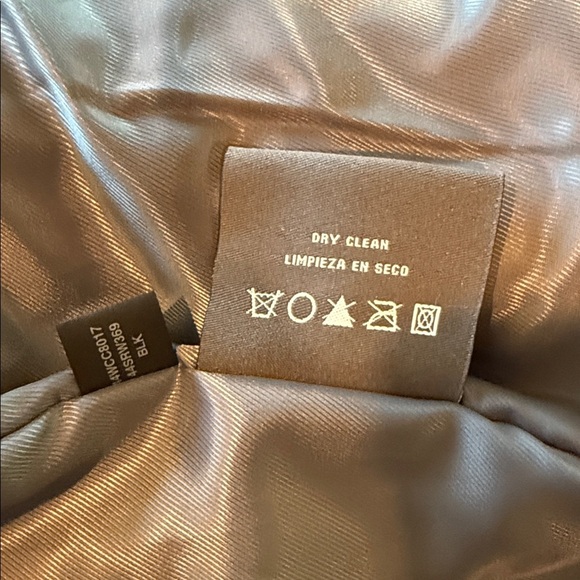 DRY CLEAN
LIMPIEZA EN SECO
BLK
44SRW369
4WCC8017